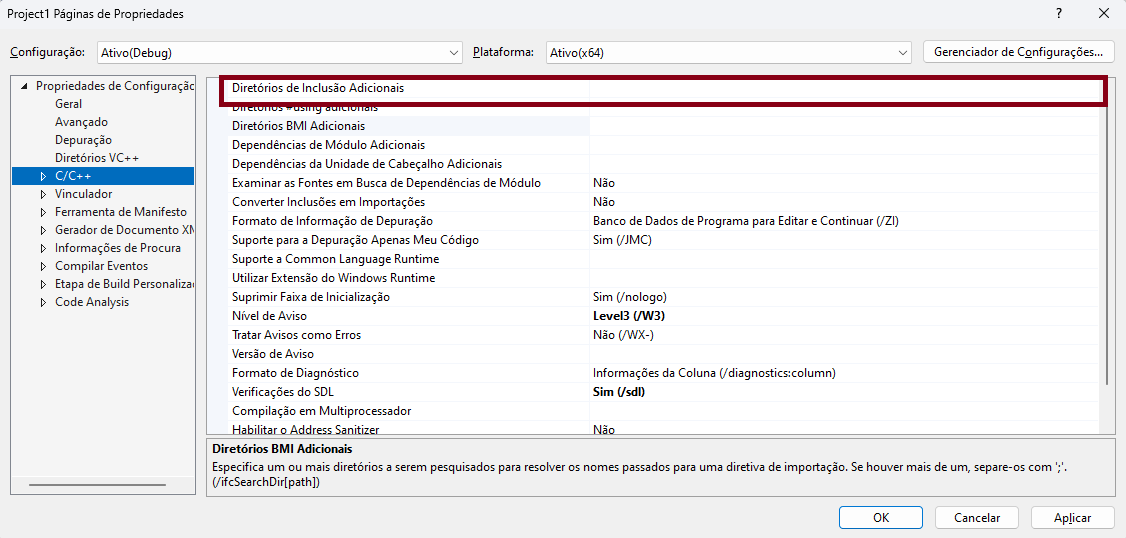 Project1 Páginas de Propriedades
Configuração: Ativo(Debug) Plataforma: Ativo(x64) Gerenciador de Configurações...
Propriedades de Configuração
Geral
Avançado
Depuração
Diretórios VC++
C/C++
Vinculador
Ferramenta de Manifesto
Gerador de Documento XM
Informações de Procura
Compilar Eventos
Etapa de Build Personaliza
Code Analysis
Diretórios de Inclusão Adicionais
Diretórios #using adicionais
Diretórios BMI Adicionais
Dependências de Módulo Adicionais
Dependências da Unidade de Cabeçalho Adicionais
Examinar as Fontes em Busca de Dependências de Módulo Não
Converter Inclusões em Importações Não
Formato de Informação de Depuração Banco de Dados de Programa para Editar e Continuar (/ZI)
Suporte para a Depuração Apenas Meu Código Sim (/JMC)
Suporte a Common Language Runtime
Utilizar Extensão do Windows Runtime
Suprimir Faixa de Inicialização Sim (/nologo)
Nível de Aviso Level3 (/W3)
Tratar Avisos como Erros Não (/WX-)
Versão de Aviso
Formato de Diagnóstico Informações da Coluna (/diagnostics:column)
Verificações do SDL Sim (/sdl)
Compilação em Multiprocessador
Habilitar o Address Sanitizer Não
Diretórios BMI Adicionais
Especifica um ou mais diretórios a serem pesquisados para resolver os nomes passados para uma diretiva de importação. Se houver mais de um, separe-os com ';'.
(/ifcSearchDir[path])
OK Cancelar Aplicar